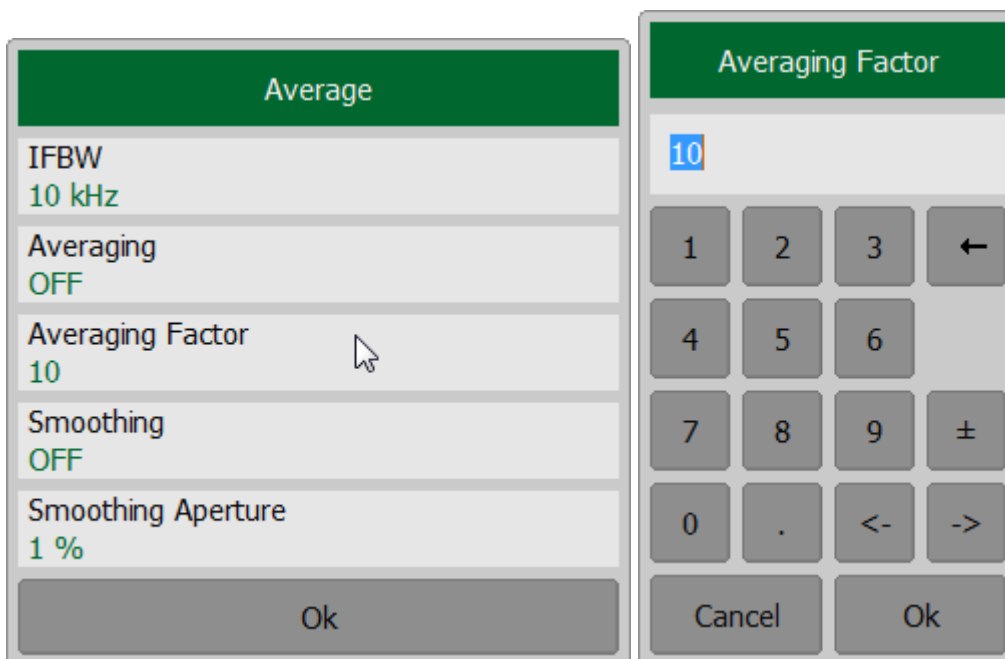 Average
IFBW
10 kHz
Averaging
OFF
Averaging Factor
10
Smoothing
OFF
Smoothing Aperture
1 %
Ok
Averaging Factor
10
1 2 3 ←
4 5 6
7 8 9 ±
0 . <- ->
Cancel Ok